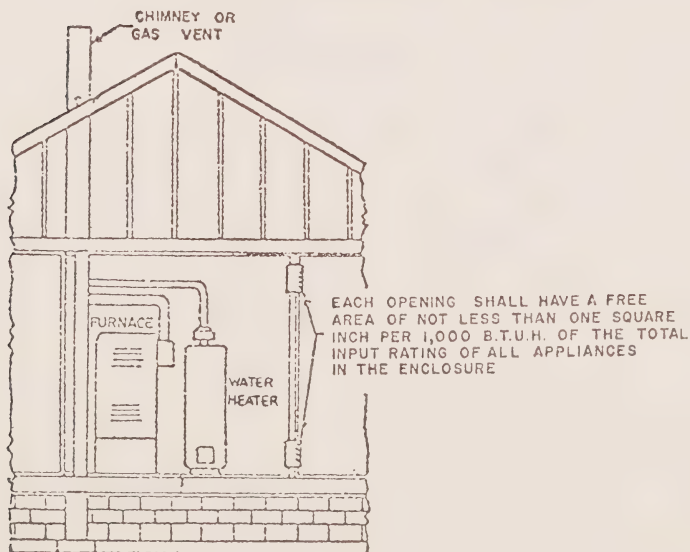 CHIMNEY OR
GAS VENT
EACH OPENING SHALL HAVE A FREE
AREA OF NOT LESS THAN ONE SQUARE
INCH PER 1,000 B.T.U.H. OF THE TOTAL
INPUT RATING OF ALL APPLIANCES
IN THE ENCLOSURE
FURNACE
WATER
HEATER